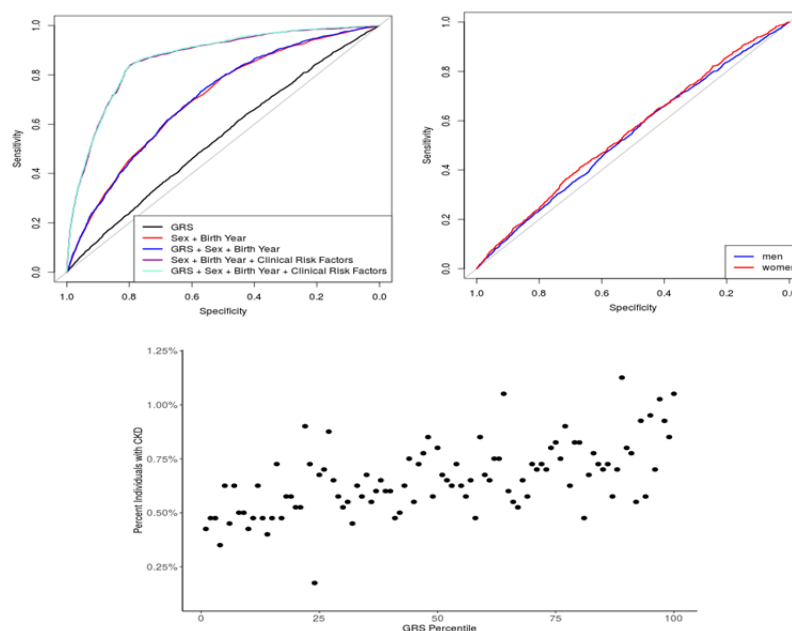 1.0
0.8
0.6
0.4
0.2
0.0
Sensitivity
GRS
Sex + Birth Year
GRS + Sex + Birth Year
Sex + Birth Year + Clinical Risk Factors
GRS + Sex + Birth Year + Clinical Risk Factors
1.0 0.8 0.6 0.4 0.2 0.0
Specificity
1.0
0.8
0.6
0.4
0.2
0.0
Sensitivity
men
women
1.0 0.8 0.6 0.4 0.2 0.0
Specificity
1.25%
1.00%
0.75%
0.50%
0.25%
Percent Individuals with CKD
0 25 50 75 100
GRS Percentile